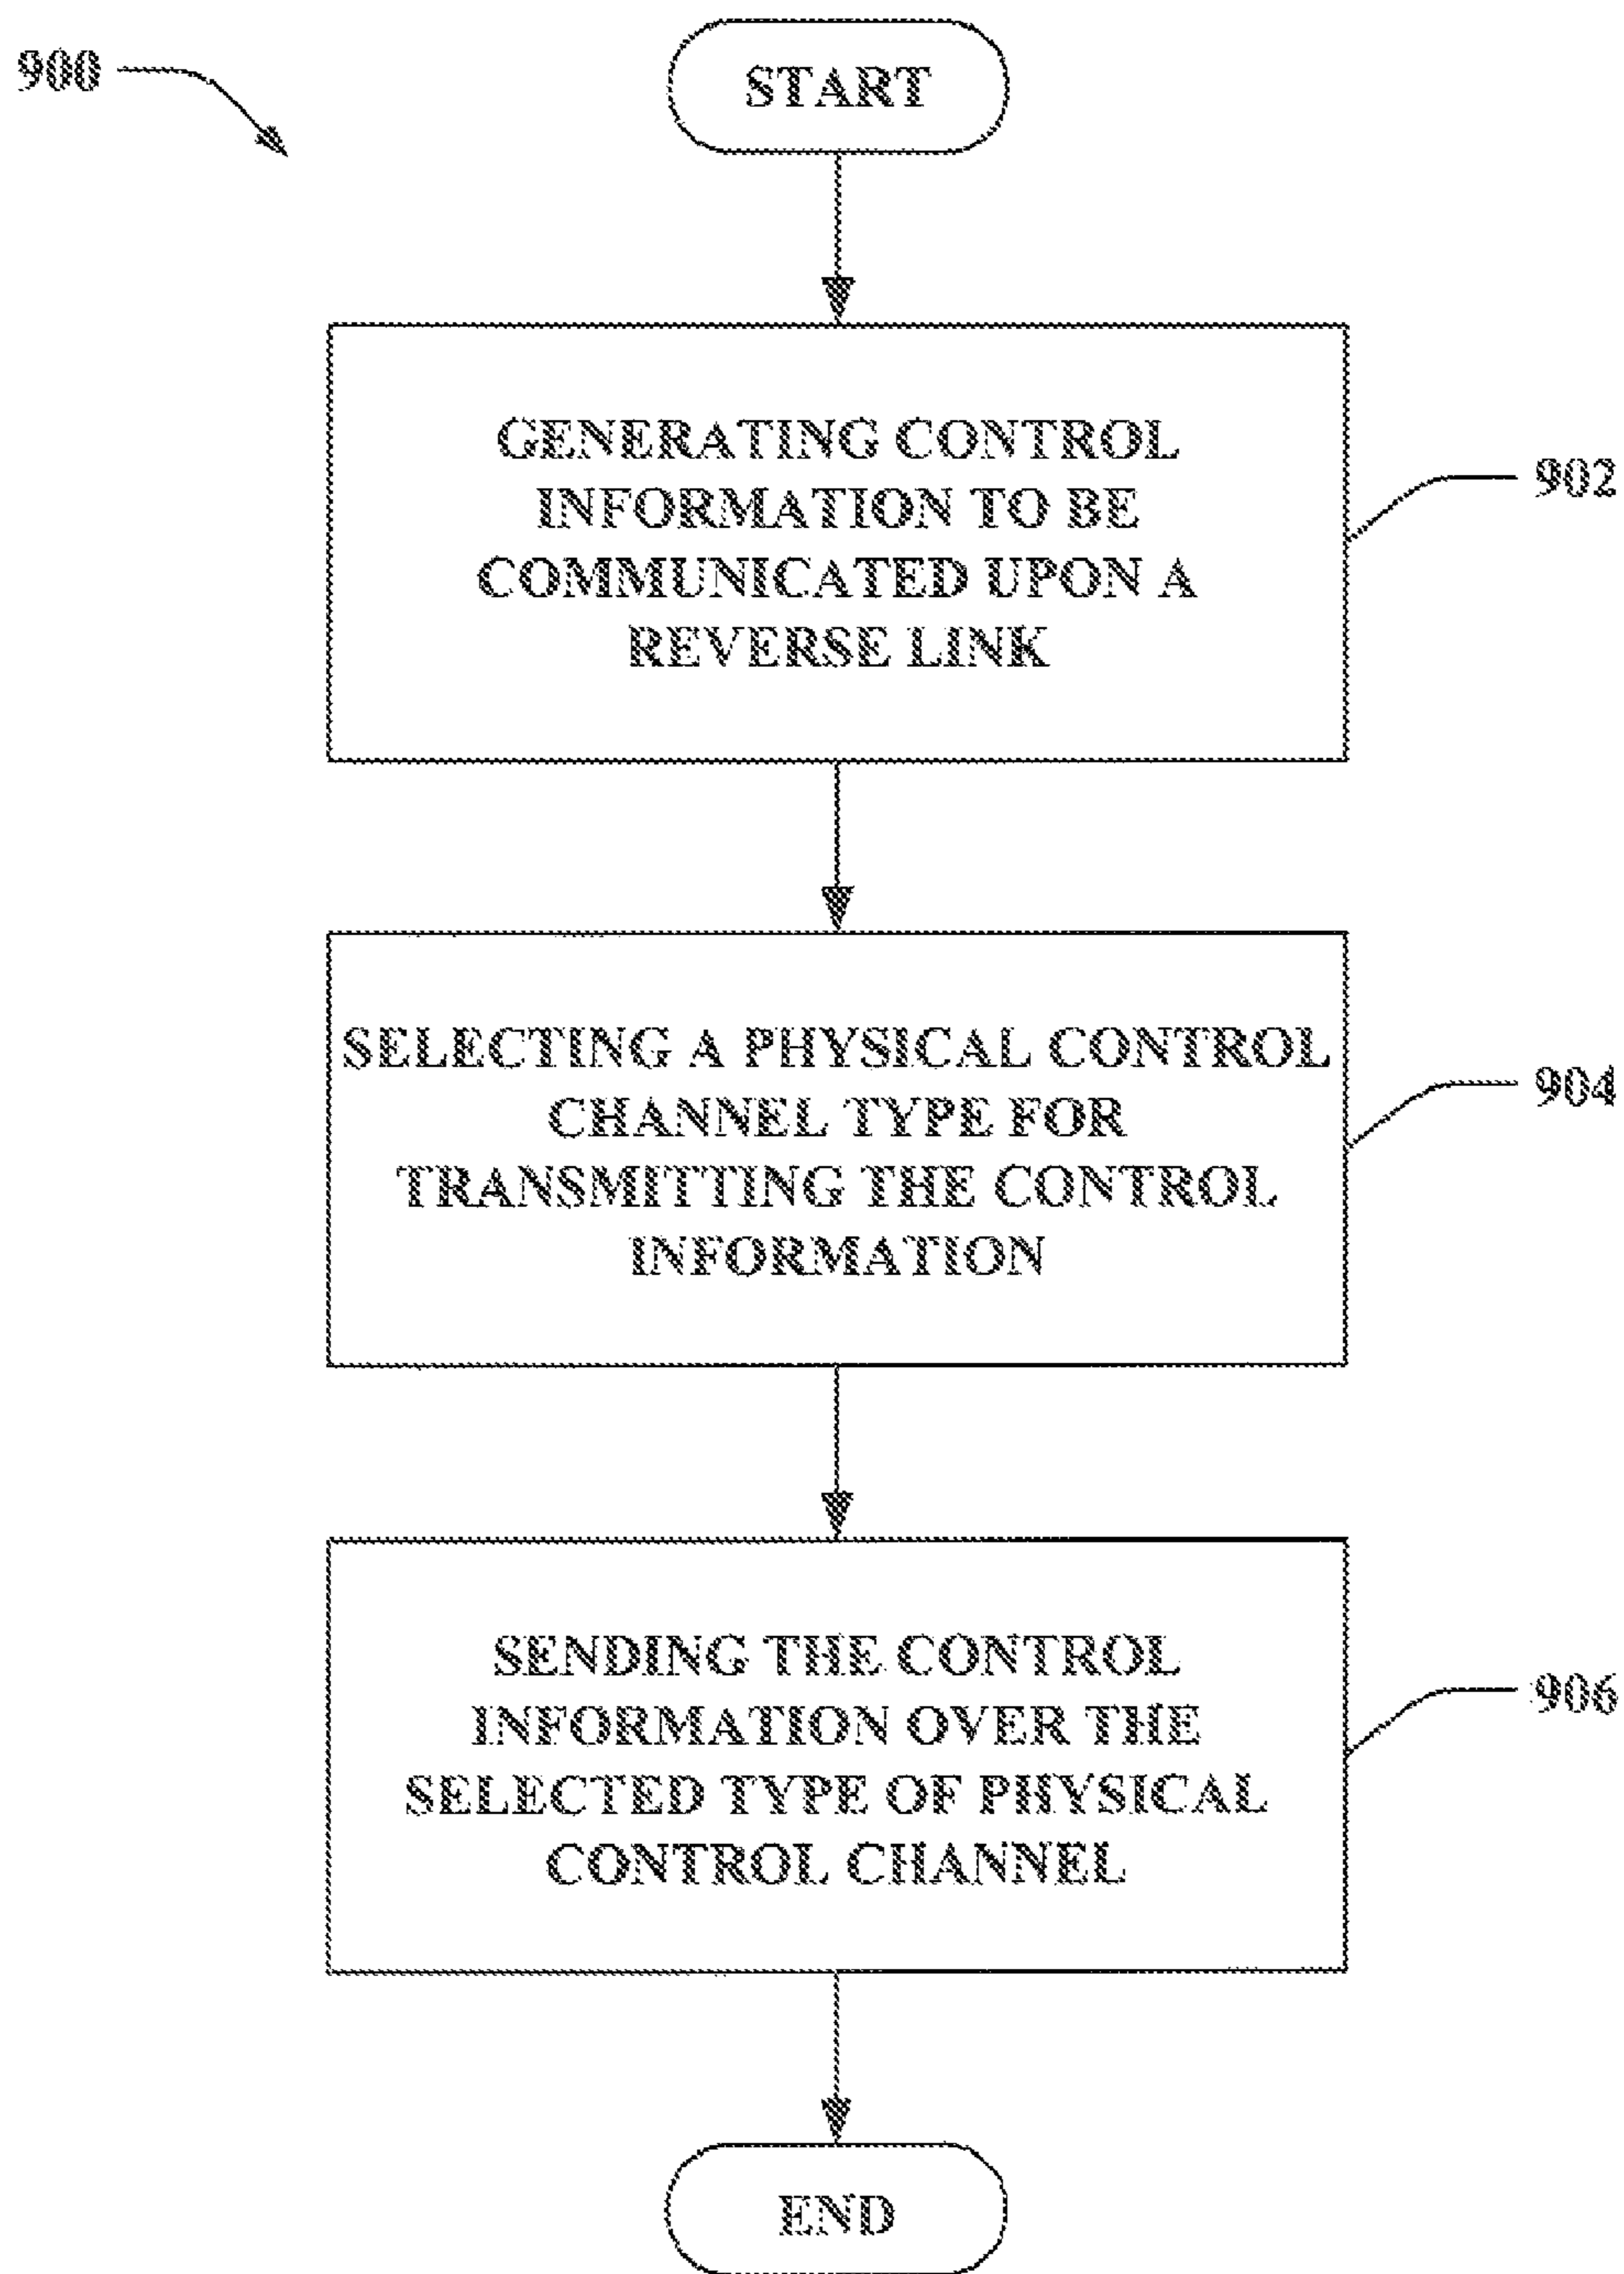 900
START
GENERATING CONTROL
INFORMATION TO BE
COMMUNICATED UPON A
REVERSE LINK
902
SELECTING A PHYSICAL CONTROL
CHANNEL TYPE FOR
TRANSMITTING THE CONTROL
INFORMATION
904
SENDING THE CONTROL
INFORMATION OVER THE
SELECTED TYPE OF PHYSICAL
CONTROL CHANNEL
906
END